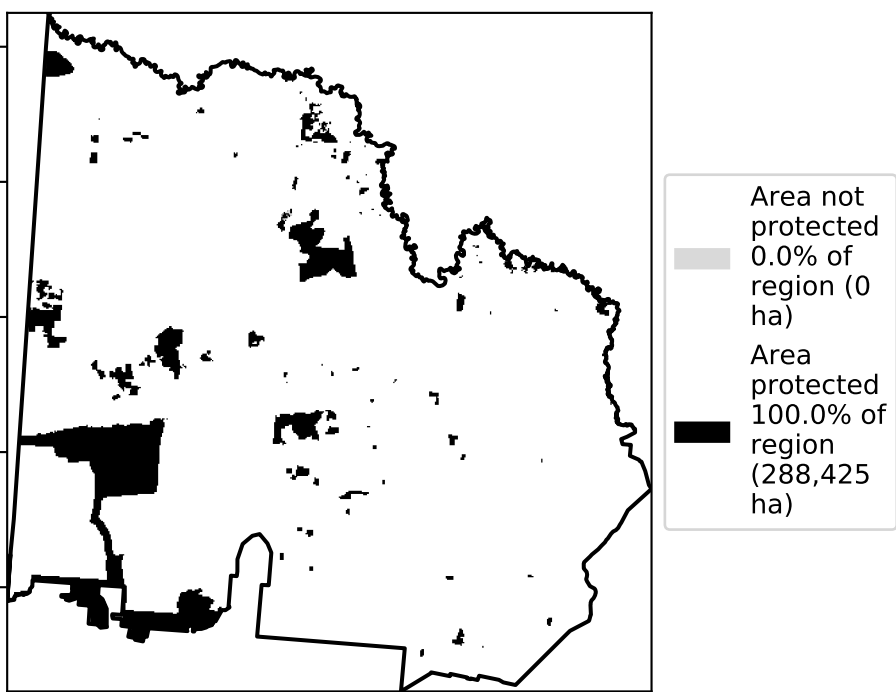 Area not
protected
0.0% of
region (0
ha)
Area
protected
100.0% of
region
(288,425
ha)